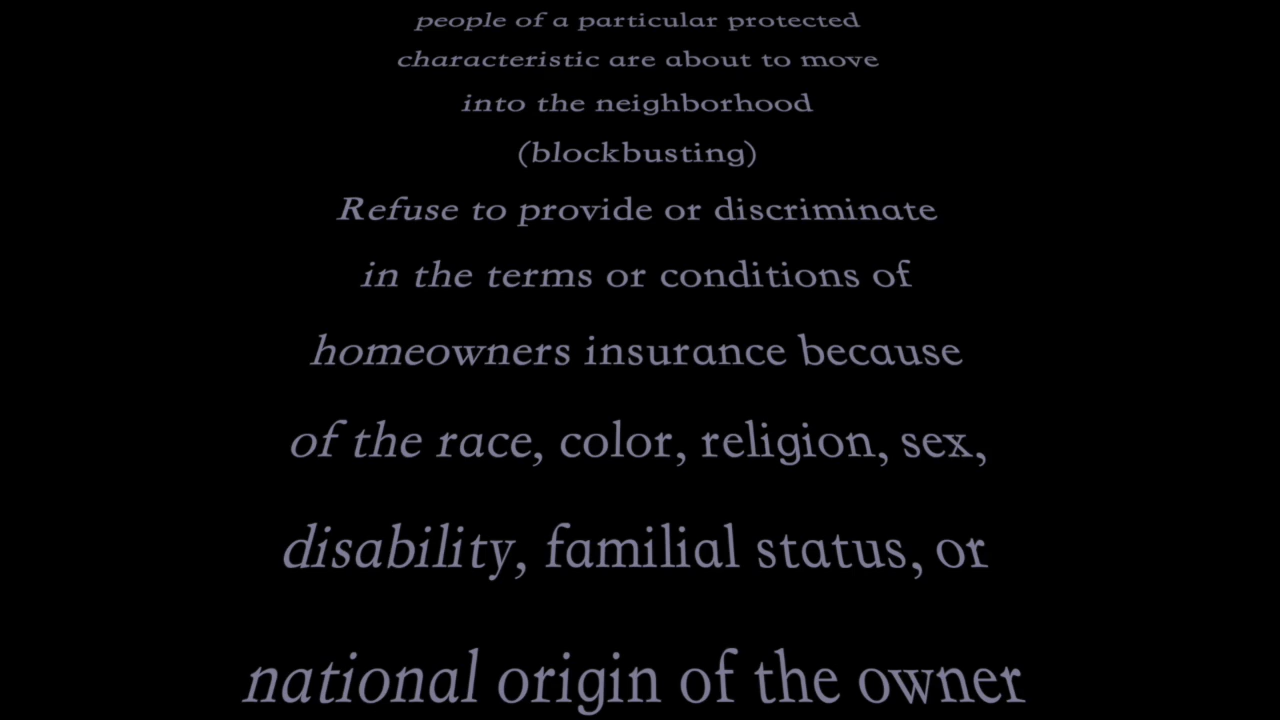 people of a particular protected
characteristic are about to move
into the neighborhood
(blockbusting)
Refuse to provide or discriminate
in the terms or conditions of
homeowners insurance because
of the race, color, religion, sex,
disability, familial status, or
national origin of the owner